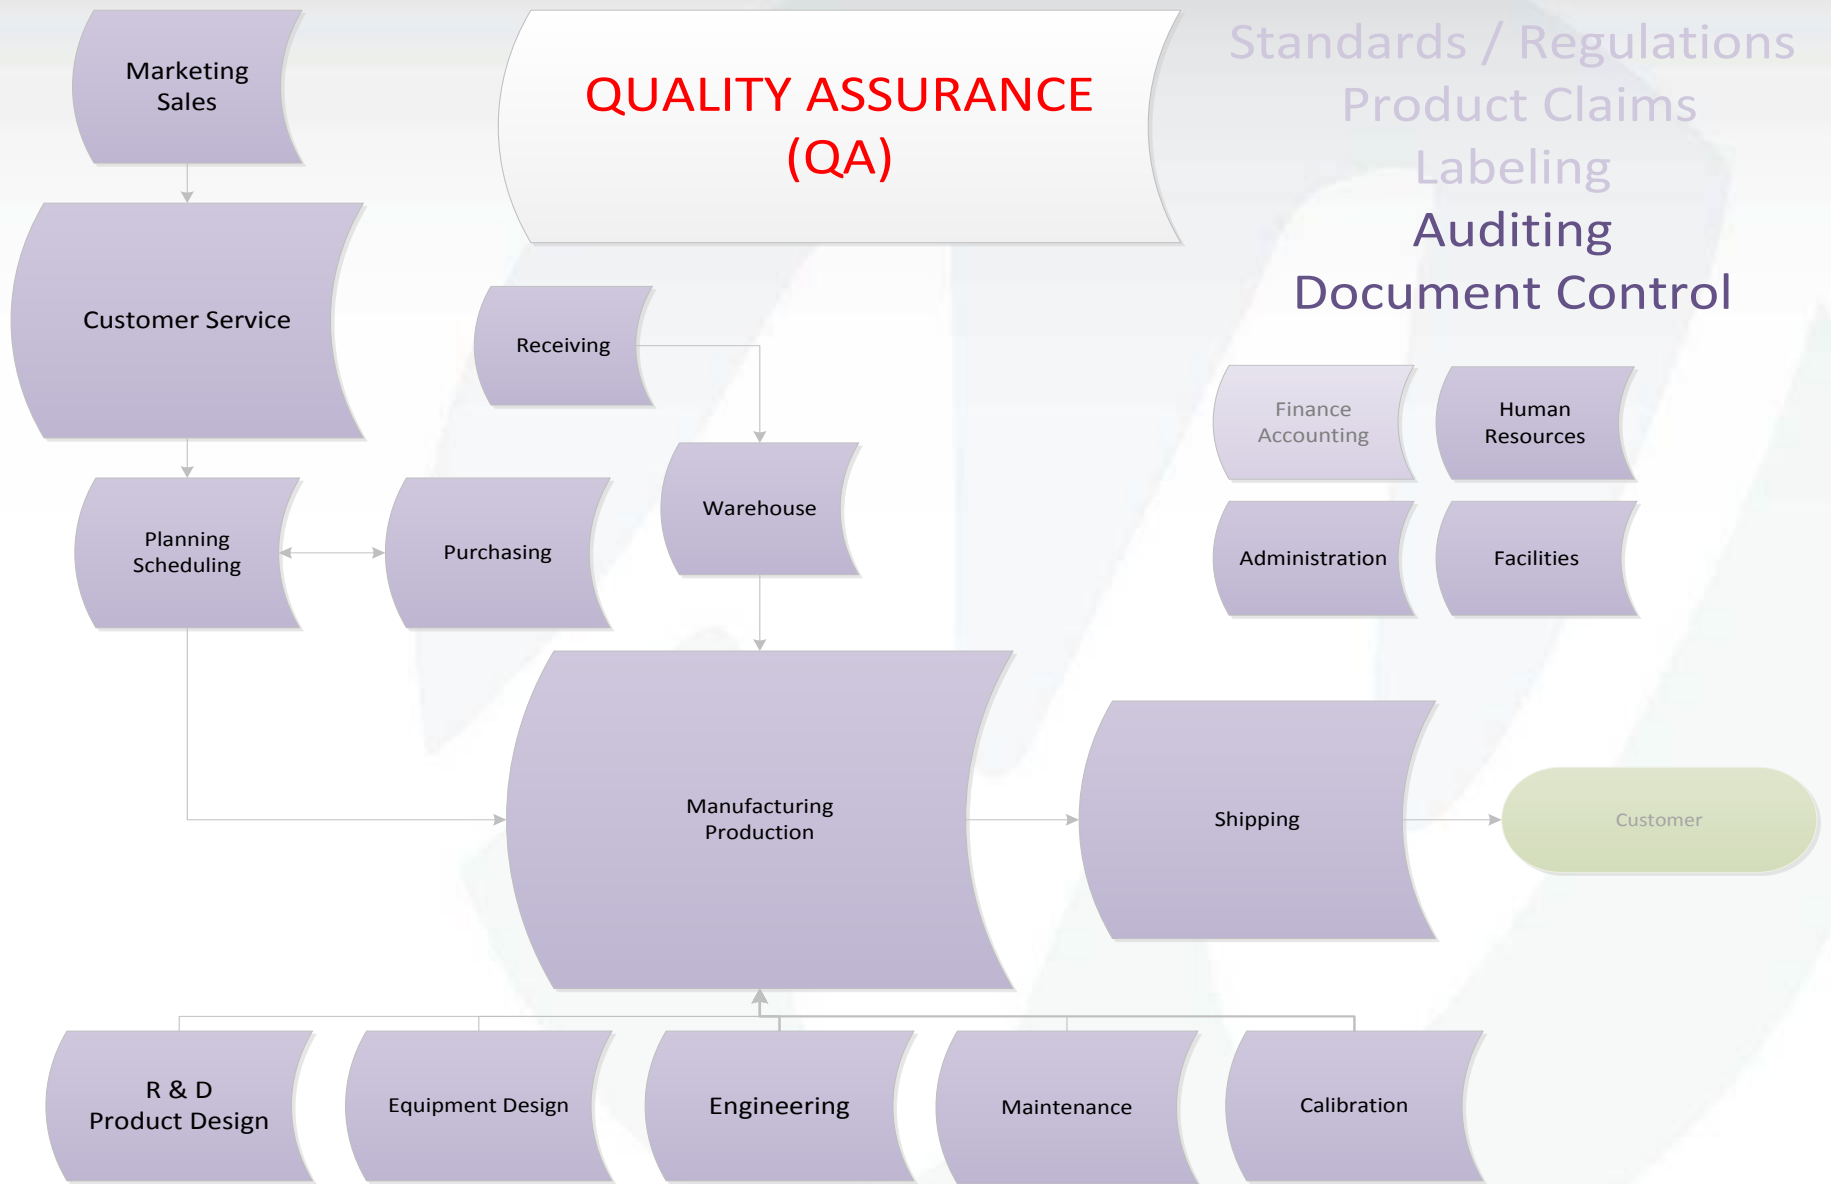 Marketing
Sales
QUALITY ASSURANCE
(QA)
Standards / Regulations
Product Claims
Labeling
Auditing
Document Control
Customer Service
Receiving
Finance
Accounting
Human
Resources
Warehouse
Planning
Scheduling
Purchasing
Administration
Facilities
Manufacturing
Production
Shipping
Customer
R & D
Product Design
Equipment Design
Engineering
Maintenance
Calibration